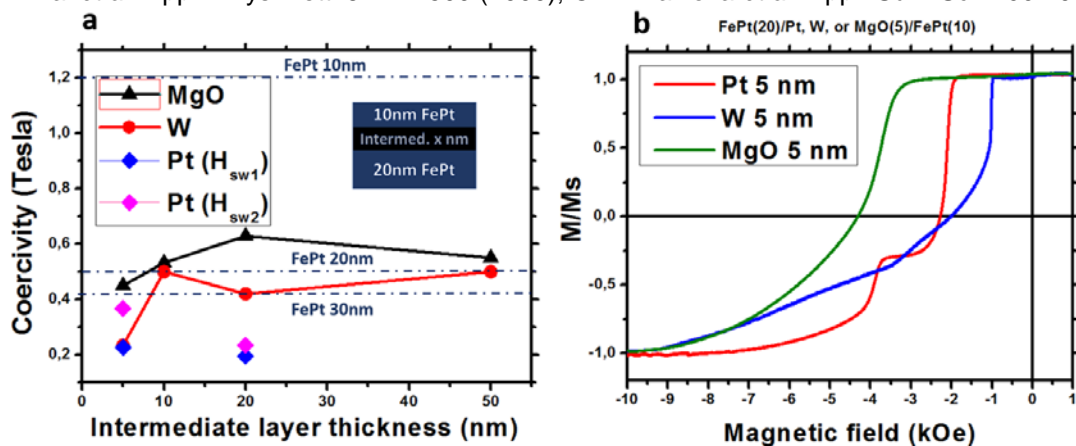 a
FePt 10nm
MgO
W
Pt (Hsw1)
Pt (Hsw2)
10nm FePt
Intermed. x nm
20nm FePt
FePt 20nm
FePt 30nm
1,2
1,0
0,8
0,6
0,4
0,2
Coercivity (Tesla)
0 10 20 30 40 50
Intermediate layer thickness (nm)
b
FePt(20)/Pt, W, or MgO(5)/FePt(10)
Pt 5 nm
W 5 nm
MgO 5 nm
1,0
0,5
0,0
-0,5
-1,0
M/Ms
-10 -9 -8 -7 -6 -5 -4 -3 -2 -1 0 1
Magnetic field (kOe)